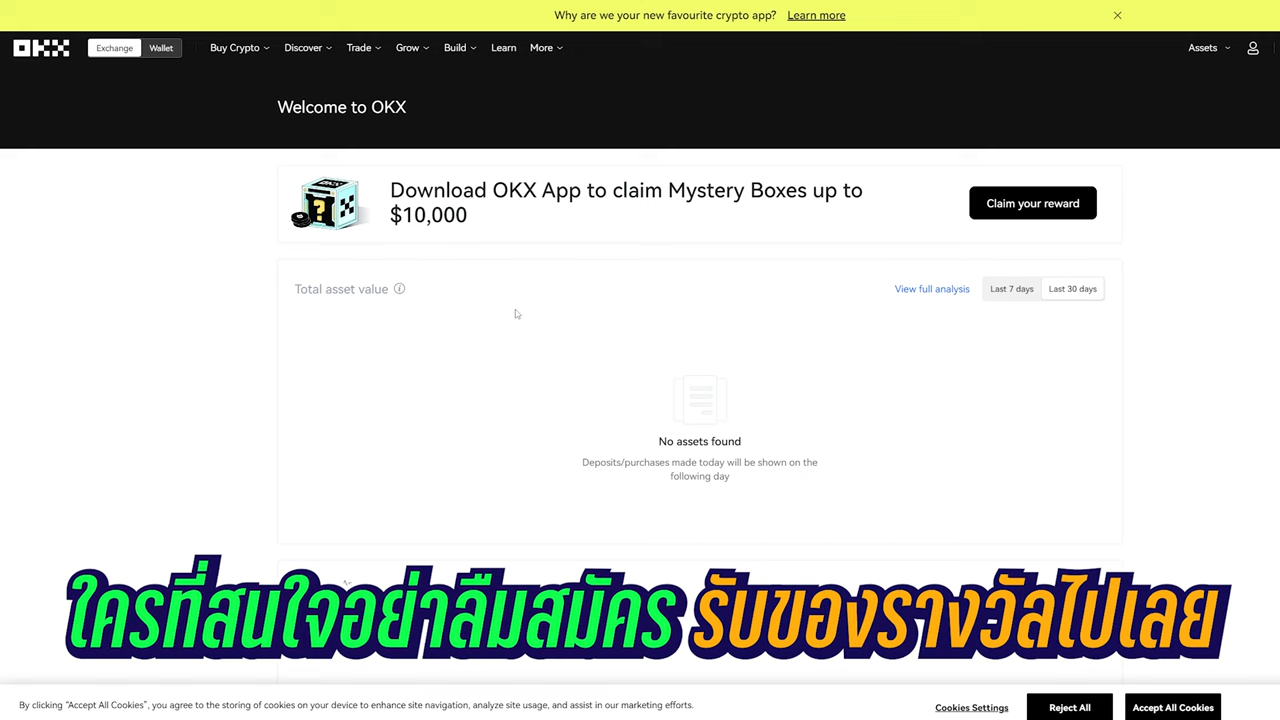 Why are we your new favourite crypto app? Learn more
OKX Exchange Wallet Buy Crypto Discover Trade Grow Build Learn More Assets
Welcome to OKX
Download OKX App to claim Mystery Boxes up to
$10,000
Claim your reward
Total asset value
View full analysis Last 7 days Last 30 days
No assets found
Deposits/purchases made today will be shown on the
following day
ใครที่สนใจอย่าลืมสมัคร รับของรางวัลไปเลย
By clicking “Accept All Cookies”, you agree to the storing of cookies on your device to enhance site navigation, analyze site usage, and assist in our marketing efforts.
Cookies Settings Reject All Accept All Cookies